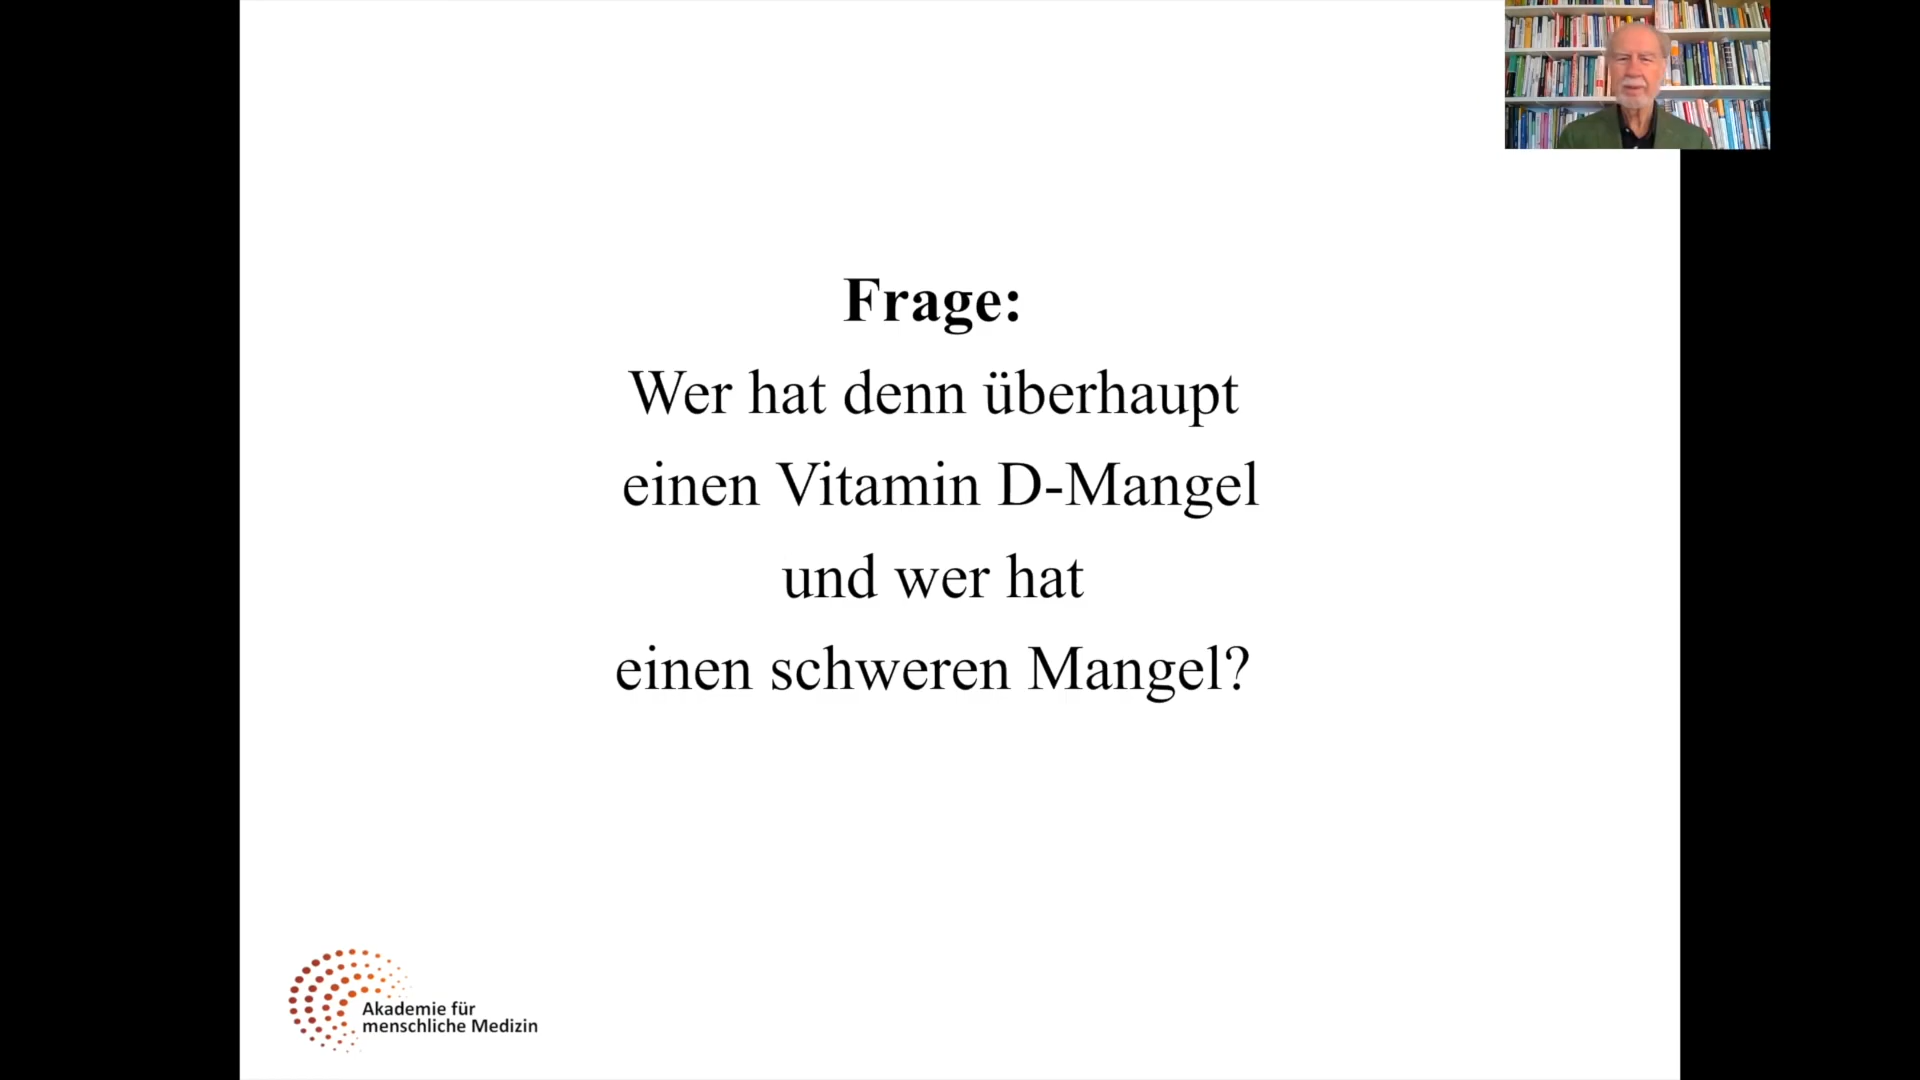 Frage:
Wer hat denn überhaupt
einen Vitamin D-Mangel
und wer hat
einen schweren Mangel?
Akademie für
menschliche Medizin